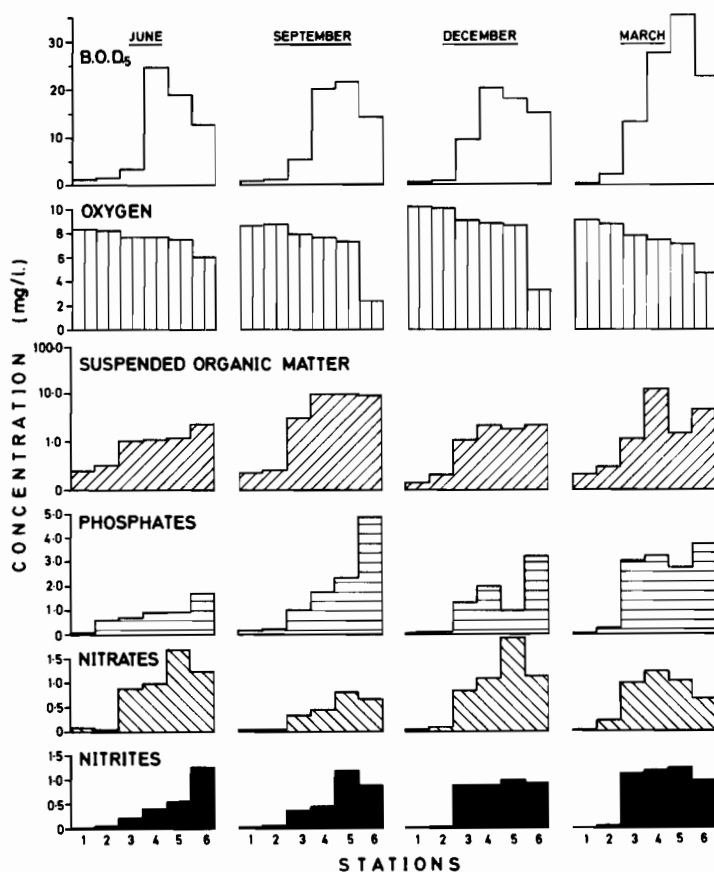 JUNE SEPTEMBER DECEMBER MARCH
B.O.D₅
30
20
10
0
OXYGEN
10
8
6
4
2
0
SUSPENDED ORGANIC MATTER
100·0
10·0
1·0
0
PHOSPHATES
5·0
4·0
3·0
2·0
1·0
0
NITRATES
1·5
1·0
0·5
0
NITRITES
1·5
1·0
0·5
0
1 2 3 4 5 6 1 2 3 4 5 6 1 2 3 4 5 6 1 2 3 4 5 6
STATIONS
CONCENTRATION (mg/l.)